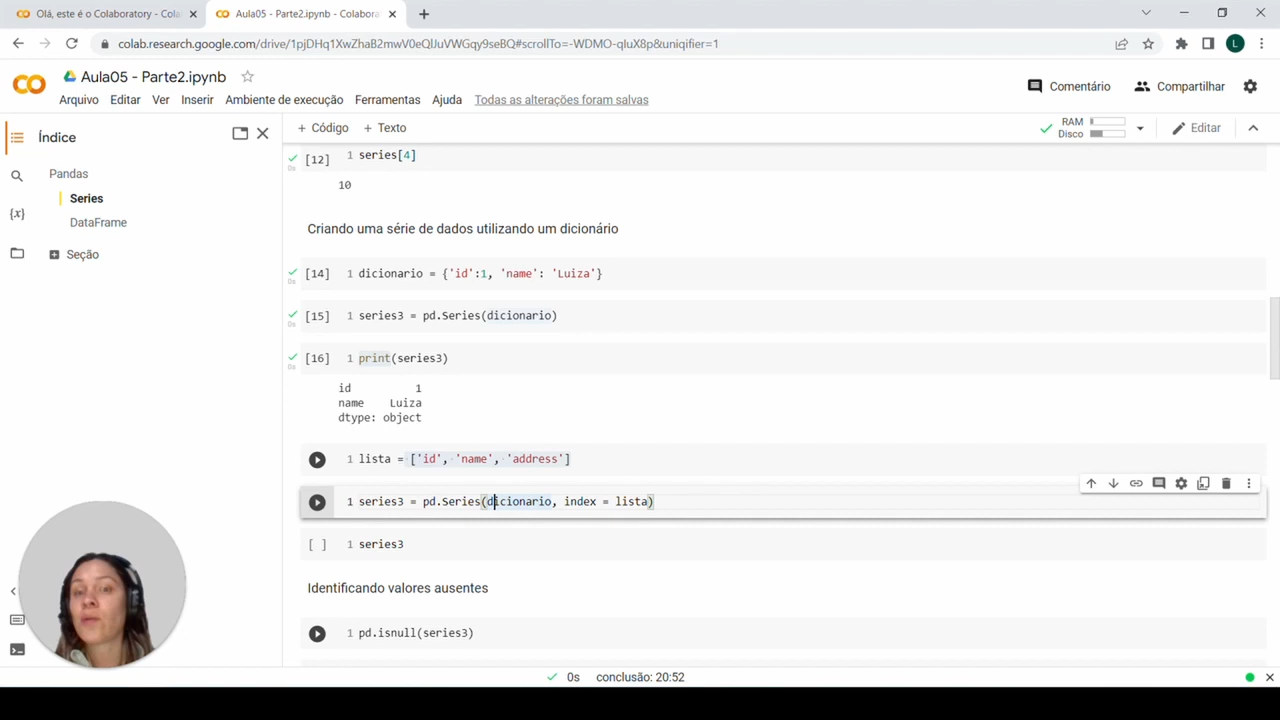 Olá, este é o Colaboratory - Cola
Aula05 - Parte2.ipynb - Colabora
colab.research.google.com/drive/1pjDHq1XwZhaB2mwV0eQlJuVWGqy9seBQ#scrollTo=-WDMO-qIuX8p&uniqifier=1
L
Aula05 - Parte2.ipynb
Arquivo Editar Ver Inserir Ambiente de execução Ferramentas Ajuda Todas as alterações foram salvas
Comentário Compartilhar
Índice
+ Código + Texto
RAM
Disco
Editar
Pandas
Series
DataFrame
Seção
{x}
[12] 1 series[4]
0s
10
Criando uma série de dados utilizando um dicionário
[14] 1 dicionario = {'id':1, 'name': 'Luiza'}
0s
[15] 1 series3 = pd.Series(dicionario)
0s
[16] 1 print(series3)
0s
id 1
name Luiza
dtype: object
1 lista = ['id', 'name', 'address']
1 series3 = pd.Series(dicionario, index = lista)
[ ] 1 series3
Identificando valores ausentes
1 pd.isnull(series3)
0s conclusão: 20:52